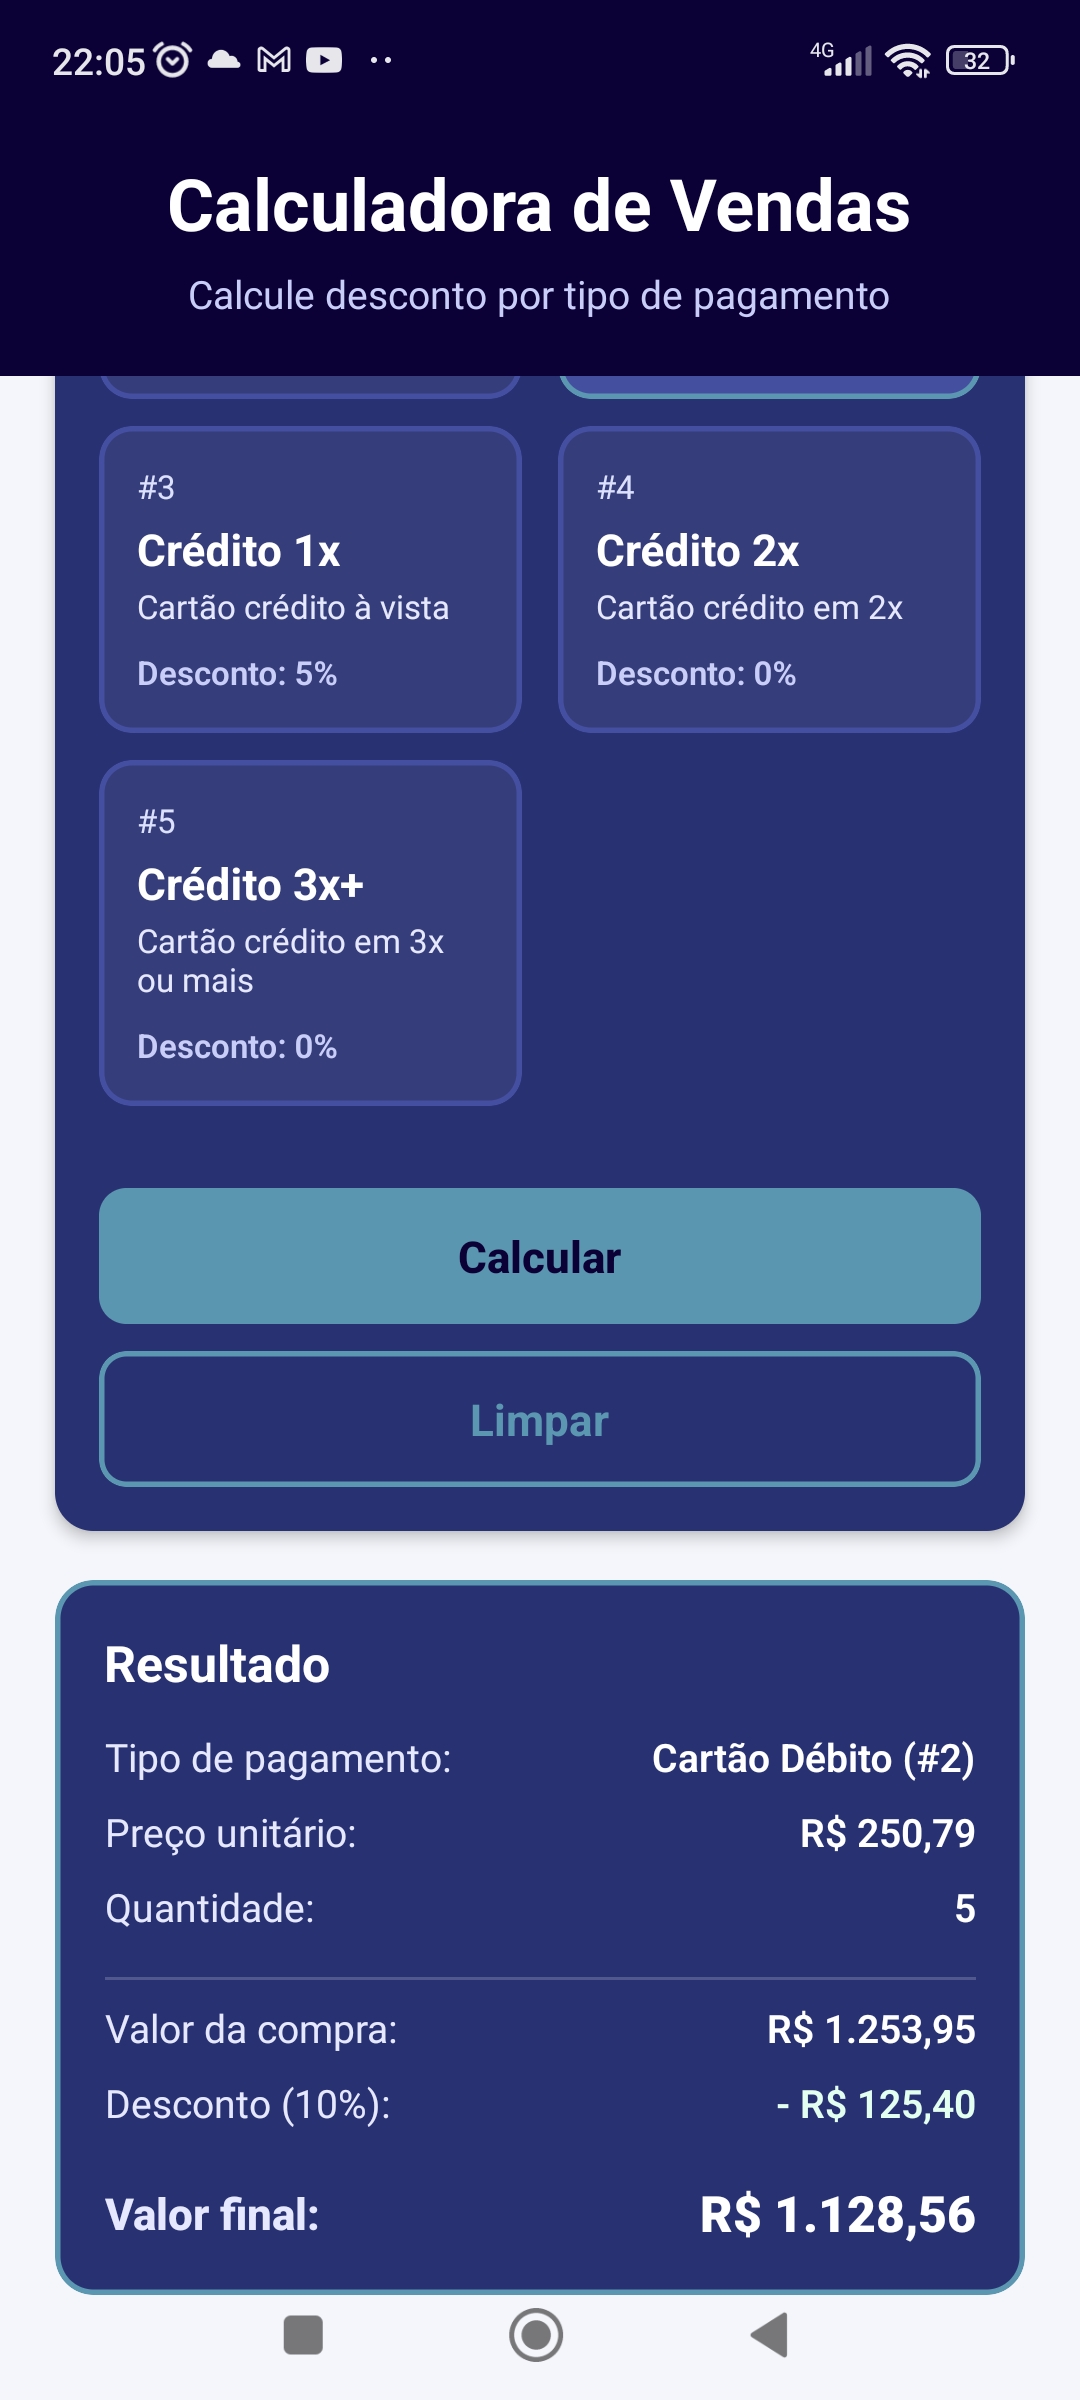 22:05
4G
32
Calculadora de Vendas
Calcule desconto por tipo de pagamento
#3
Crédito 1x
Cartão crédito à vista
Desconto: 5%
#4
Crédito 2x
Cartão crédito em 2x
Desconto: 0%
#5
Crédito 3x+
Cartão crédito em 3x
ou mais
Desconto: 0%
Calcular
Limpar
Resultado
Tipo de pagamento: Cartão Débito (#2)
Preço unitário: R$ 250,79
Quantidade: 5
Valor da compra: R$ 1.253,95
Desconto (10%): - R$ 125,40
Valor final: R$ 1.128,56